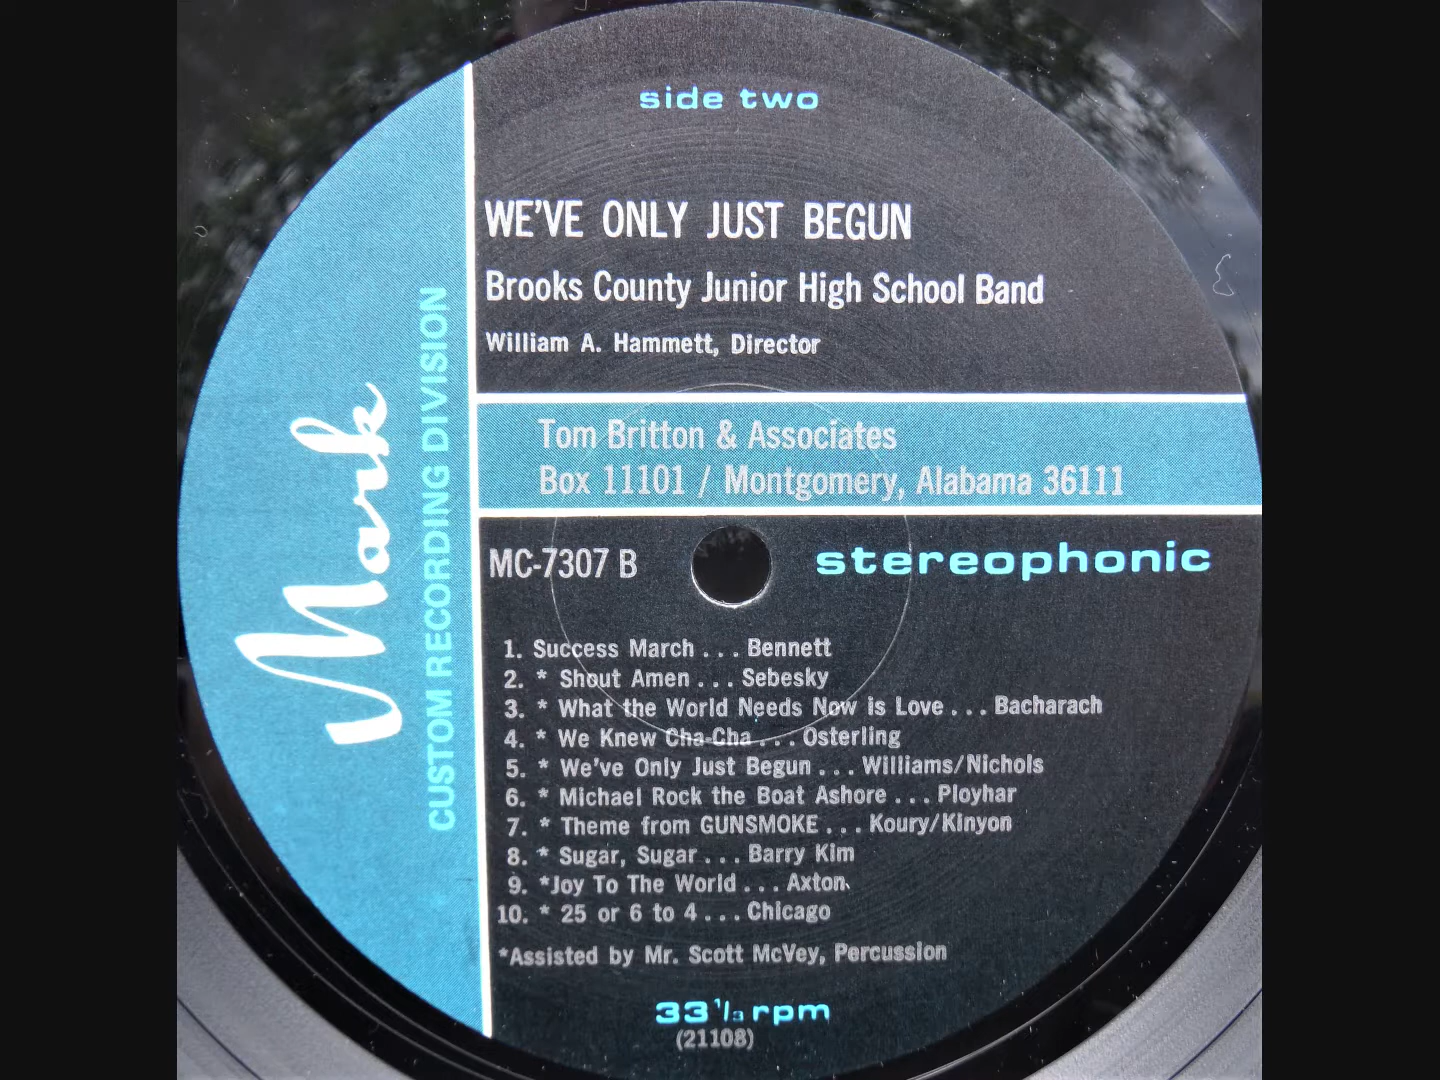 side two
WE'VE ONLY JUST BEGUN
Brooks County Junior High School Band
William A. Hammett, Director
Tom Britton & Associates
Box 11101 / Montgomery, Alabama 36111
Mark
CUSTOM RECORDING DIVISION
MC-7307 B
stereophonic
1. Success March . . . Bennett
2. * Shout Amen . . . Sebesky
3. * What the World Needs Now is Love . . . Bacharach
4. * We Knew Cha-Cha . . . Osterling
5. * We've Only Just Begun . . . Williams/Nichols
6. * Michael Rock the Boat Ashore . . . Ployhar
7. * Theme from GUNSMOKE . . . Koury/Kinyon
8. * Sugar, Sugar . . . Barry Kim
9. *Joy To The World . . . Axton
10. * 25 or 6 to 4 . . . Chicago
*Assisted by Mr. Scott McVey, Percussion
33 1/3 rpm
(21108)